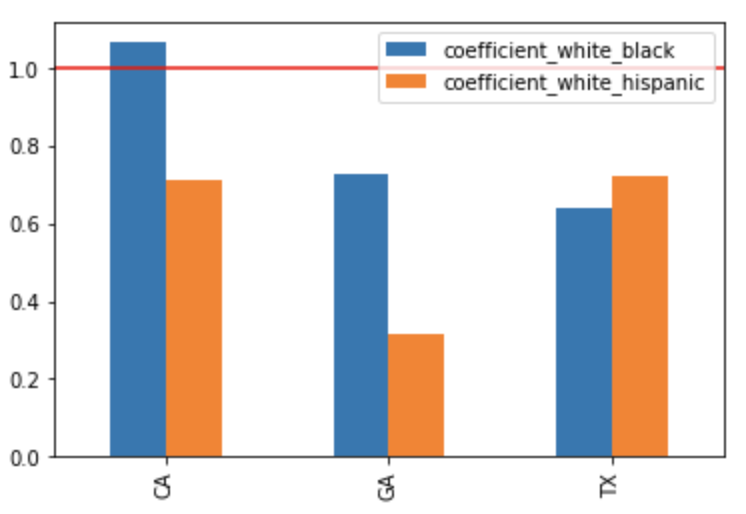 coefficient_white_black
coefficient_white_hispanic
1.0
0.8
0.6
0.4
0.2
0.0
CA
GA
TX